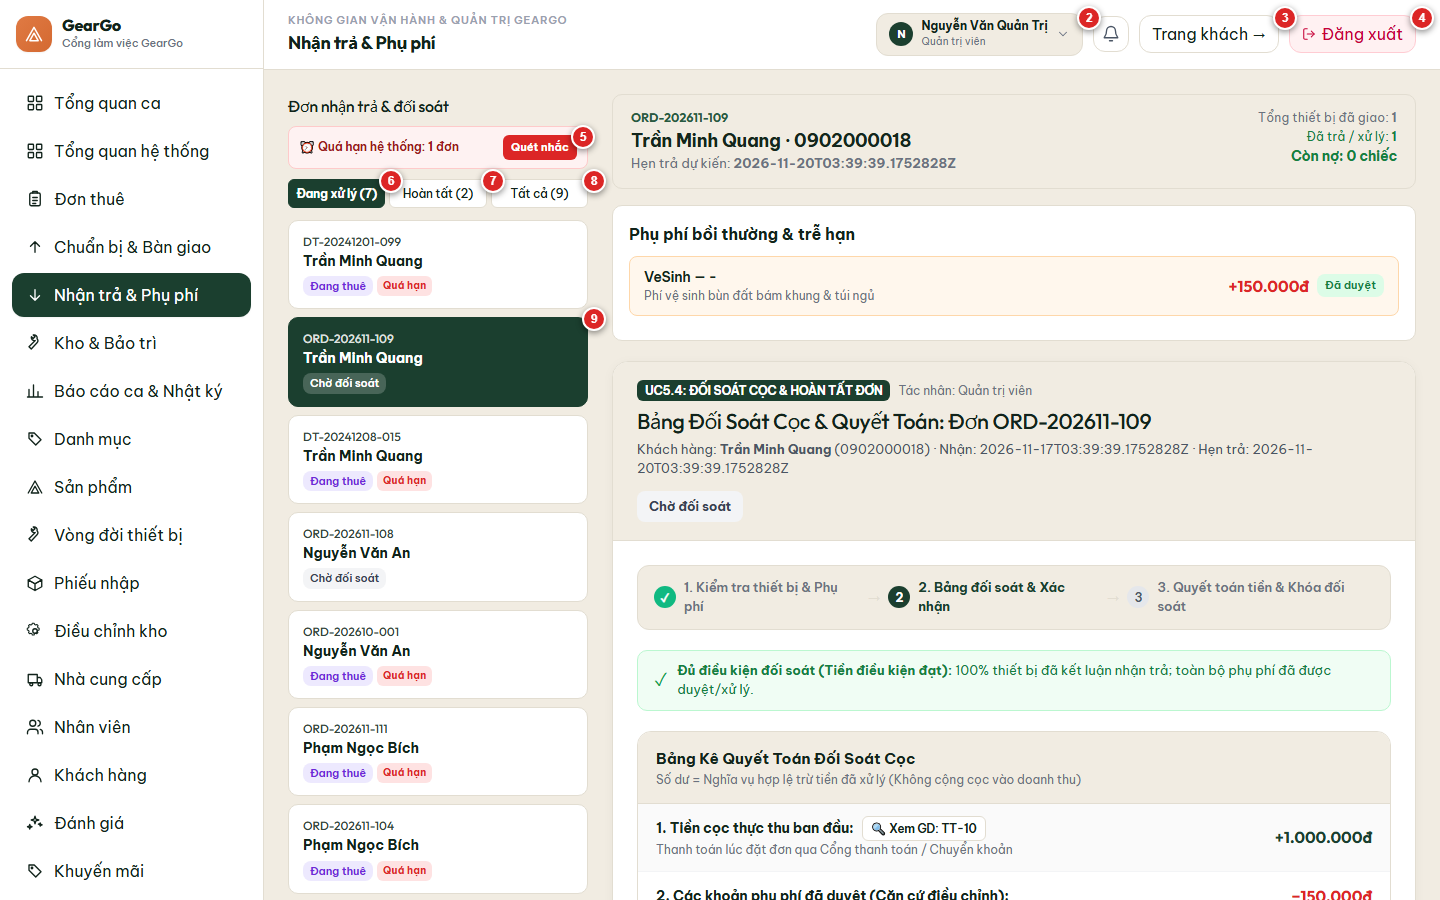 GearGo
Cổng làm việc GearGo
Tổng quan ca
Tổng quan hệ thống
Đơn thuê
Chuẩn bị & Bàn giao
Nhận trả & Phụ phí
Kho & Bảo trì
Báo cáo ca & Nhật ký
Danh mục
Sản phẩm
Vòng đời thiết bị
Phiếu nhập
Điều chỉnh kho
Nhà cung cấp
Nhân viên
Khách hàng
Đánh giá
Khuyến mãi
KHÔNG GIAN VẬN HÀNH & QUẢN TRỊ GEARGO
Nhận trả & Phụ phí
N
Nguyễn Văn Quản Trị
Quản trị viên
2
Trang khách →
3
Đăng xuất
4
Đơn nhận trả & đối soát
Quá hạn hệ thống: 1 đơn
Quét nhắc
5
Đang xử lý (7)
6
Hoàn tất (2)
7
Tất cả (9)
8
DT-20241201-099
Trần Minh Quang
Đang thuê
Quá hạn
9
ORD-202611-109
Trần Minh Quang
Chờ đối soát
DT-20241208-015
Trần Minh Quang
Đang thuê
Quá hạn
ORD-202611-108
Nguyễn Văn An
Chờ đối soát
ORD-202610-001
Nguyễn Văn An
Đang thuê
Quá hạn
ORD-202611-111
Phạm Ngọc Bích
Đang thuê
Quá hạn
ORD-202611-104
Phạm Ngọc Bích
Đang thuê
Quá hạn
ORD-202611-109
Trần Minh Quang · 0902000018
Hẹn trả dự kiến: 2026-11-20T03:39:39.1752828Z
Tổng thiết bị đã giao: 1
Đã trả / xử lý: 1
Còn nợ: 0 chiếc
Phụ phí bồi thường & trễ hạn
VeSinh — -
Phí vệ sinh bùn đất bám khung & túi ngủ
+150.000đ
Đã duyệt
UC5.4: ĐỐI SOÁT CỌC & HOÀN TẤT ĐƠN
Tác nhân: Quản trị viên
Bảng Đối Soát Cọc & Quyết Toán: Đơn ORD-202611-109
Khách hàng: Trần Minh Quang (0902000018) · Nhận: 2026-11-17T03:39:39.1752828Z · Hẹn trả: 2026-11-
20T03:39:39.1752828Z
Chờ đối soát
1. Kiểm tra thiết bị & Phụ
phí
→
2
2. Bảng đối soát & Xác
nhận
→
3
3. Quyết toán tiền & Khóa đối
soát
✓ Đủ điều kiện đối soát (Tiền điều kiện đạt): 100% thiết bị đã kết luận nhận trả; toàn bộ phụ phí đã được
duyệt/xử lý.
Bảng Kê Quyết Toán Đối Soát Cọc
Số dư = Nghĩa vụ hợp lệ trừ tiền đã xử lý (Không cộng cọc vào doanh thu)
1. Tiền cọc thực thu ban đầu:
Xem GD: TT-10
+1.000.000đ
Thanh toán lúc đặt đơn qua Cổng thanh toán / Chuyển khoản
2. Các khoản phụ phí đã duyệt (Căn cứ điều chỉnh):
−150.000đ